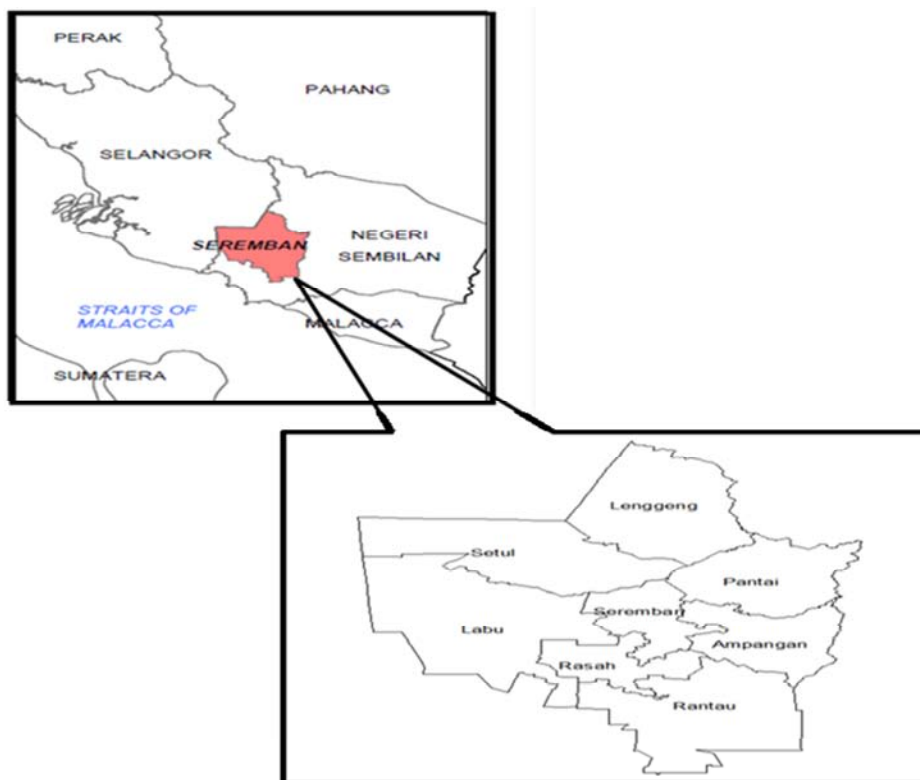 PERAK
PAHANG
SELANGOR
SEREMBAN
NEGERI
SEMBILAN
STRAITS OF
MALACCA
MALACCA
SUMATERA
Lenggeng
Setul
Pantai
Seremban
Labu
Ampangan
Rasah
Rantau